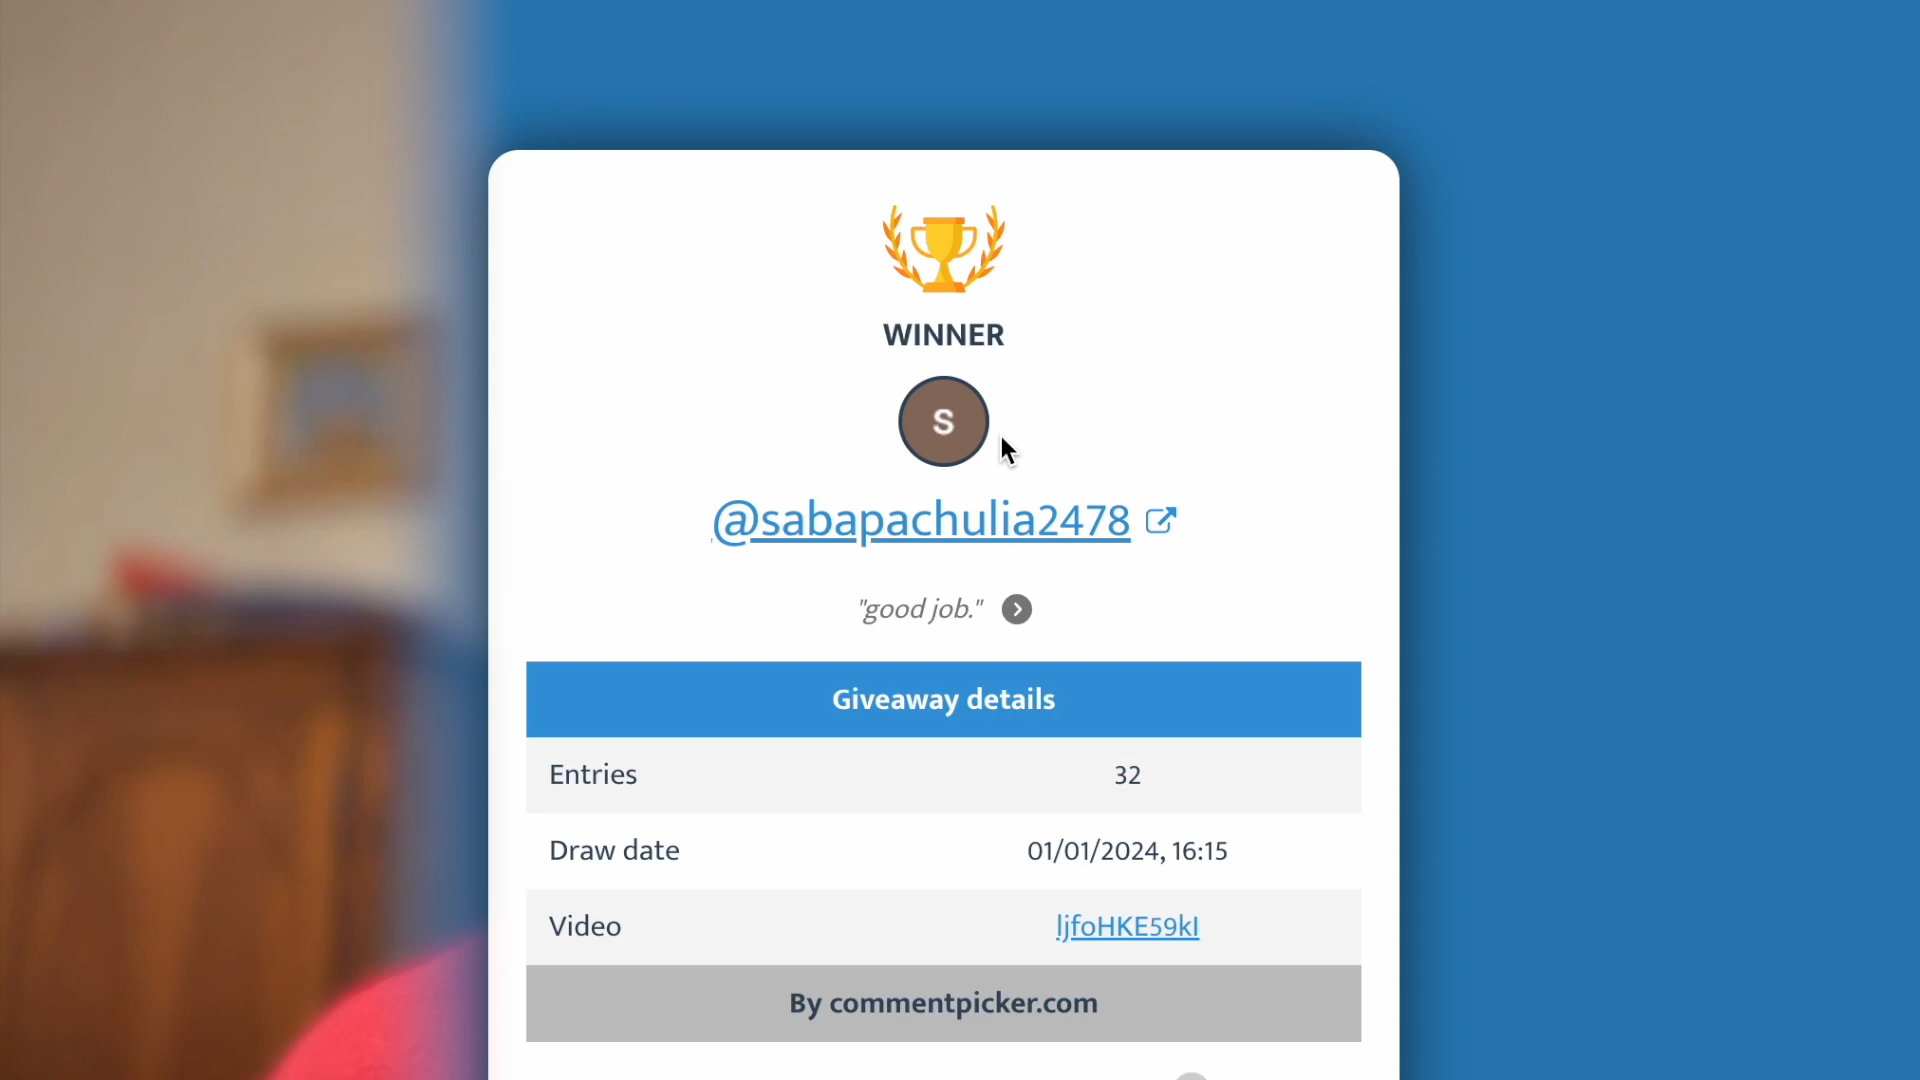 WINNER
S
@sabapachulia2478
"good job."
Giveaway details
Entries 32
Draw date 01/01/2024, 16:15
Video ljfoHKE59kI
By commentpicker.com